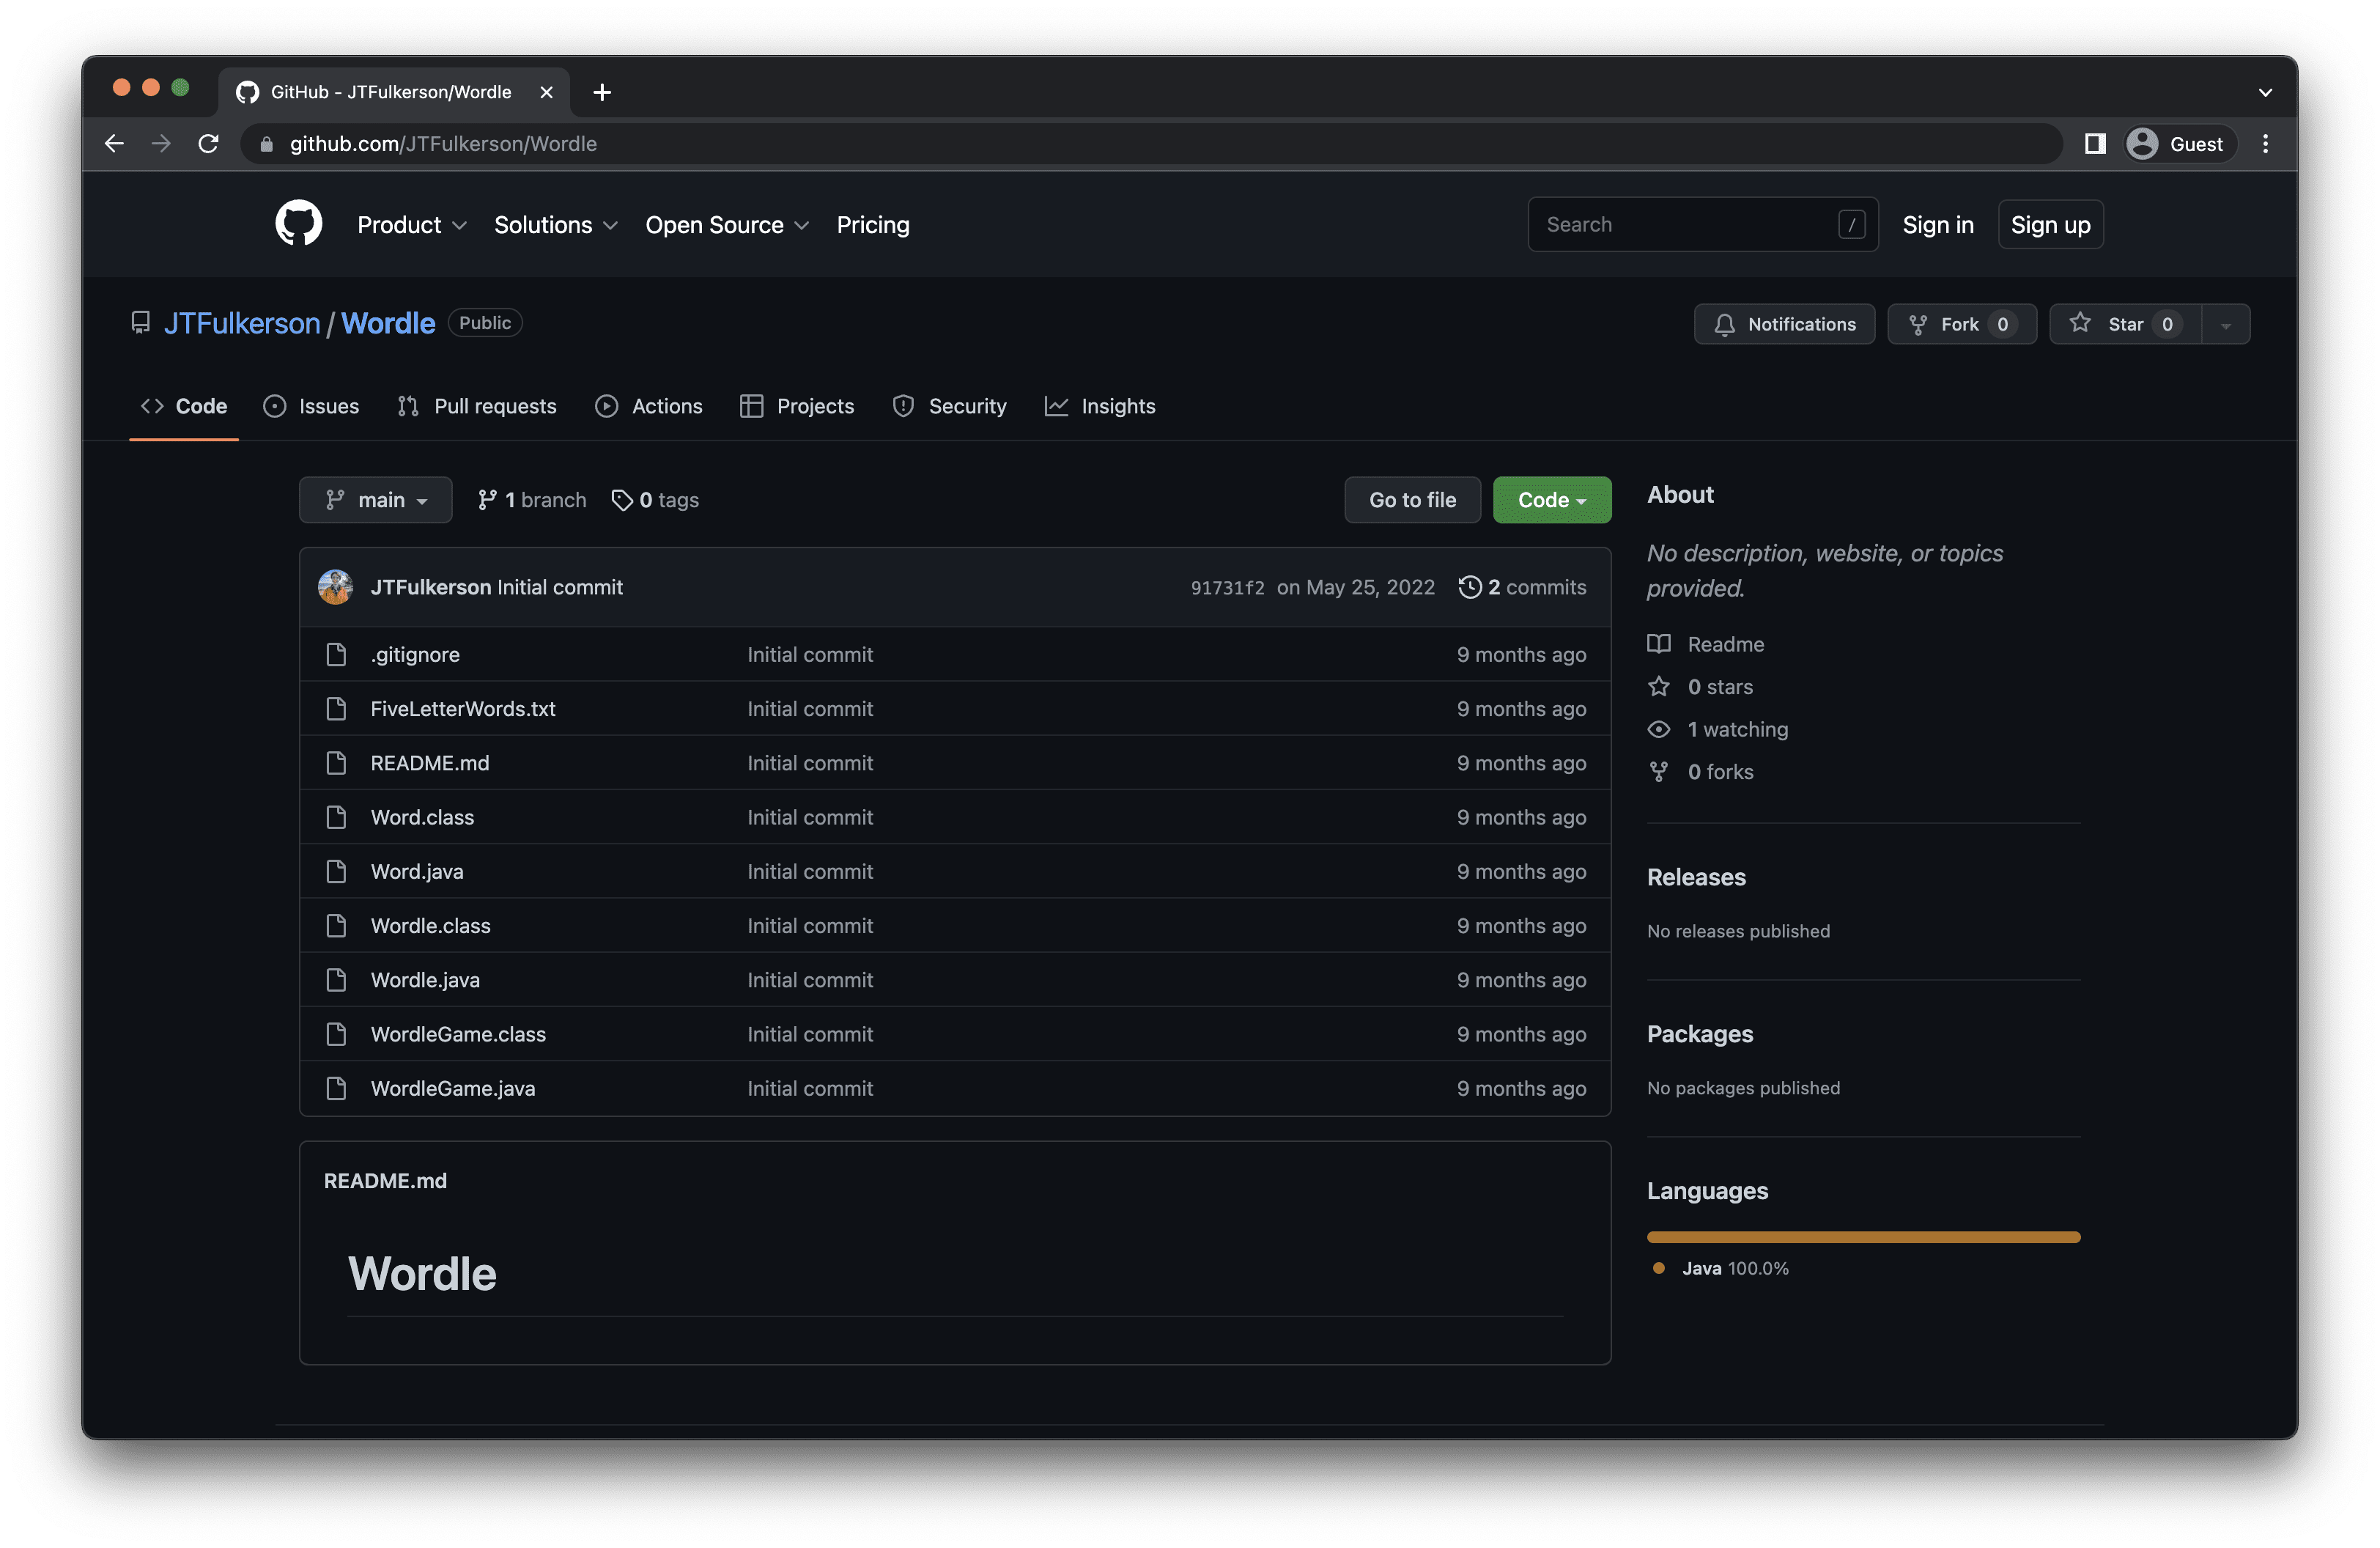 GitHub - JTFulkerson/Wordle
github.com/JTFulkerson/Wordle
Guest
Product Solutions Open Source Pricing
Search /
Sign in Sign up
JTFulkerson / Wordle Public
Notifications Fork 0 Star 0
Code Issues Pull requests Actions Projects Security Insights
main 1 branch 0 tags
Go to file Code
JTFulkerson Initial commit 91731f2 on May 25, 2022 2 commits
.gitignore Initial commit 9 months ago
FiveLetterWords.txt Initial commit 9 months ago
README.md Initial commit 9 months ago
Word.class Initial commit 9 months ago
Word.java Initial commit 9 months ago
Wordle.class Initial commit 9 months ago
Wordle.java Initial commit 9 months ago
WordleGame.class Initial commit 9 months ago
WordleGame.java Initial commit 9 months ago
README.md
Wordle
About
No description, website, or topics
provided.
Readme
0 stars
1 watching
0 forks
Releases
No releases published
Packages
No packages published
Languages
Java 100.0%